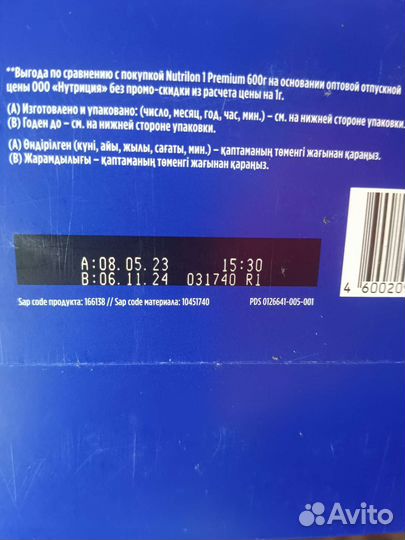 **Выгода по сравнению с покупкой Nutrilon 1 Premium 600г на основании оптовой отпускной
цены ООО «Нутриция» без промо-скидки из расчета цены на 1г.
(A) Изготовлено и упаковано: (число, месяц, год, час, мин.) – см. на нижней стороне упаковки.
(B) Годен до – см. на нижней стороне упаковки.
(A) Өндірілген (күні, айы, жылы, сағаты, мин.) – қаптаманың төменгі жағынан қараңыз.
(B) Жарамдылығы – қаптаманың төменгі жағынан қараңыз.
A:08.05.23 15:30
B:06.11.24 031740 R1
Sap code продукта: 166138 // Sap code материала: 10451740 PDS 0126641-005-001
4 60020
Avito